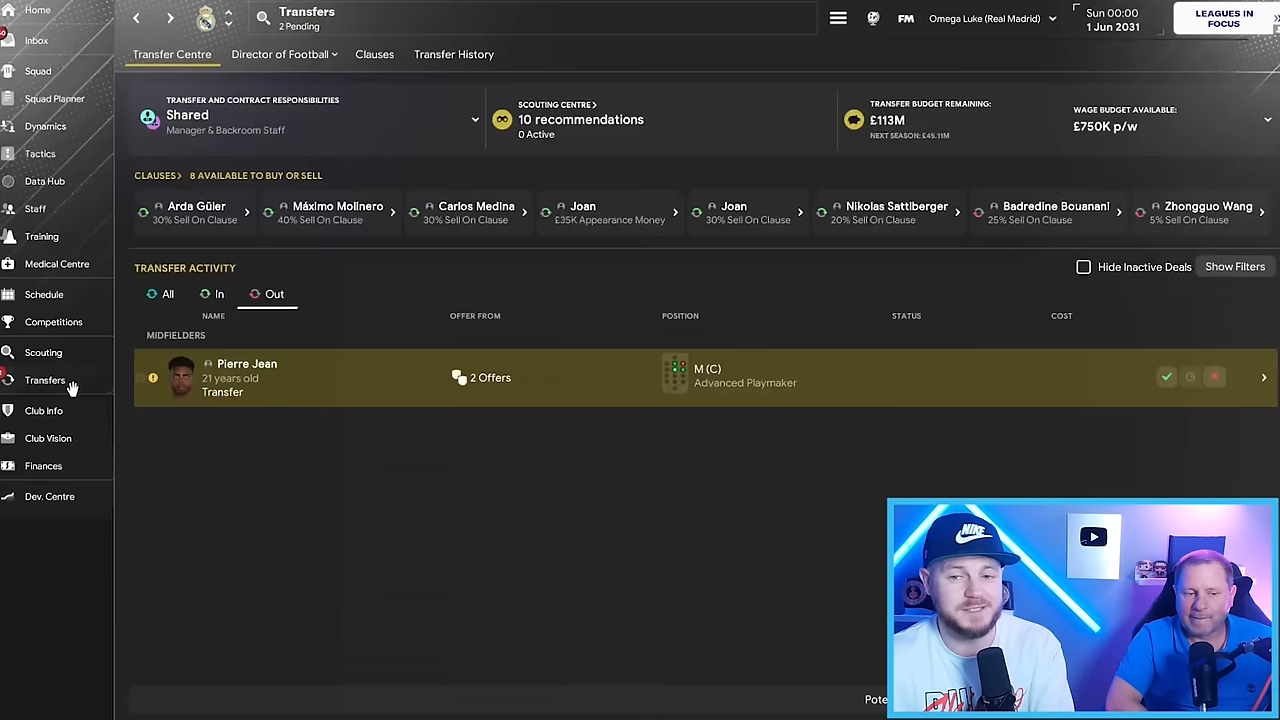 Home
Transfers
2 Pending
FM
Omega Luke (Real Madrid)
Sun 00:00
1 Jun 2031
LEAGUES IN
FOCUS
Inbox
Squad
Squad Planner
Dynamics
Tactics
Data Hub
Staff
Training
Medical Centre
Schedule
Competitions
Scouting
Transfers
Club Info
Club Vision
Finances
Dev. Centre
Transfer Centre
Director of Football
Clauses
Transfer History
TRANSFER AND CONTRACT RESPONSIBILITIES
Shared
Manager & Backroom Staff
SCOUTING CENTRE >
10 recommendations
0 Active
TRANSFER BUDGET REMAINING:
£113M
NEXT SEASON: £45.11M
WAGE BUDGET AVAILABLE:
£750K p/w
CLAUSES > 8 AVAILABLE TO BUY OR SELL
Arda Güler
30% Sell On Clause
Máximo Molinero
40% Sell On Clause
Carlos Medina
30% Sell On Clause
Joan
£35K Appearance Money
Joan
30% Sell On Clause
Nikolas Sattlberger
20% Sell On Clause
Badredine Bouanani
25% Sell On Clause
Zhongguo Wang
5% Sell On Clause
TRANSFER ACTIVITY
Hide Inactive Deals
Show Filters
All
In
Out
NAME
OFFER FROM
POSITION
STATUS
COST
MIDFIELDERS
Pierre Jean
21 years old
Transfer
2 Offers
M (C)
Advanced Playmaker
Pote
NIKE